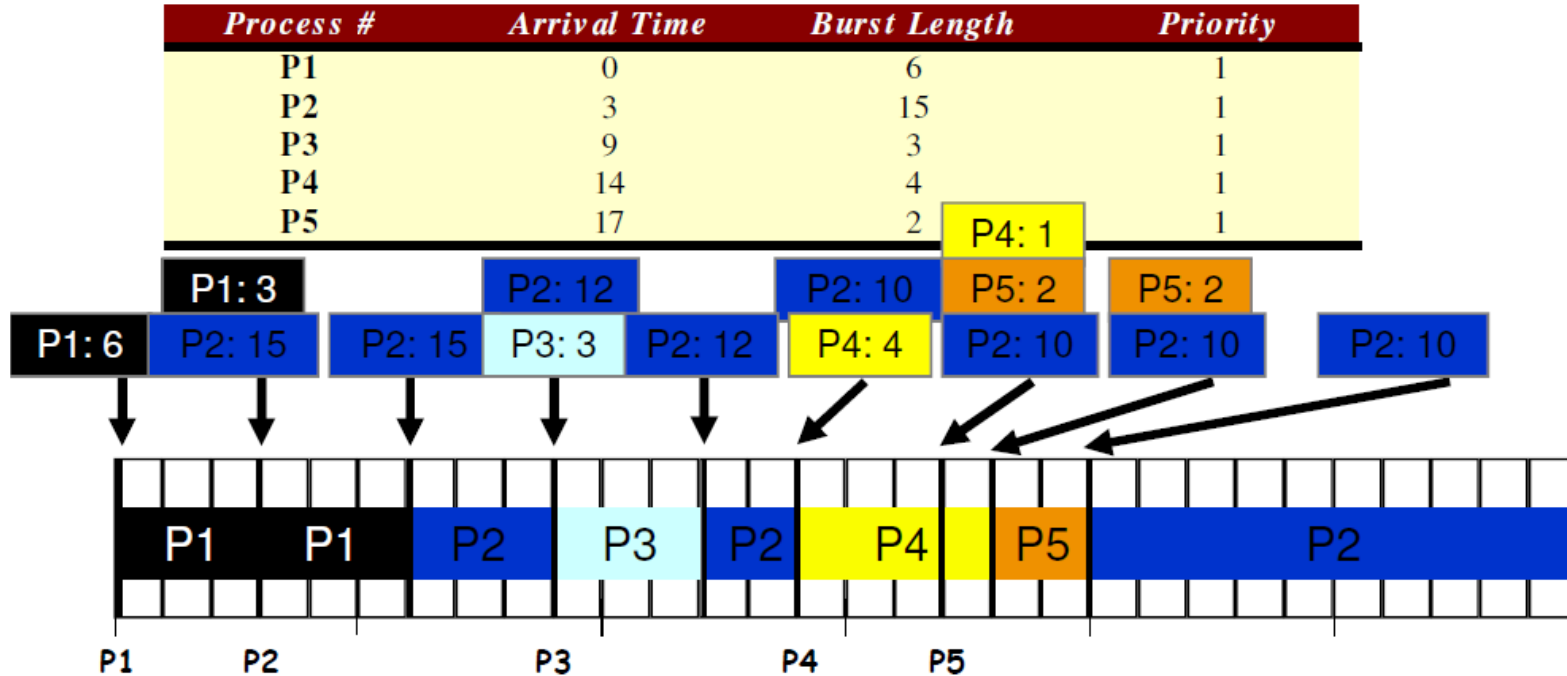 Process # Arrival Time Burst Length Priority
P1 0 6 1
P2 3 15 1
P3 9 3 1
P4 14 4 1
P5 17 2 1
P4: 1
P1: 3 P2: 12 P2: 10 P5: 2 P5: 2
P1: 6 P2: 15 P2: 15 P3: 3 P2: 12 P4: 4 P2: 10 P2: 10 P2: 10
P1 P1 P2 P3 P2 P4 P5 P2
P1 P2 P3 P4 P5